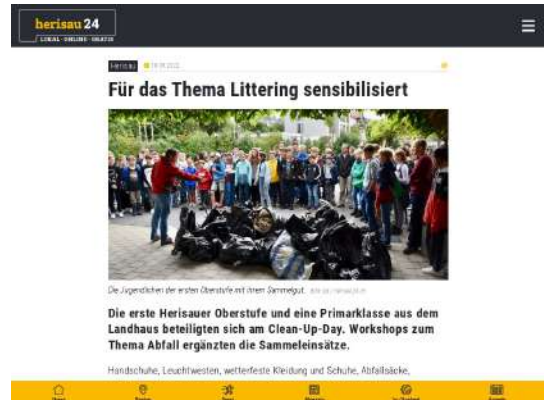 herisau 24
LOKAL · ONLINE · GRATIS
Herisau
Für das Thema Littering sensibilisiert
Die Jugendlichen der ersten Oberstufe mit ihrem Sammelgut.
Die erste Herisauer Oberstufe und eine Primarklasse aus dem
Landhaus beteiligten sich am Clean-Up-Day. Workshops zum
Thema Abfall ergänzten die Sammeleinsätze.
Handschuhe, Leuchtwesten, wetterfeste Kleidung und Schuhe, Abfallsäcke,